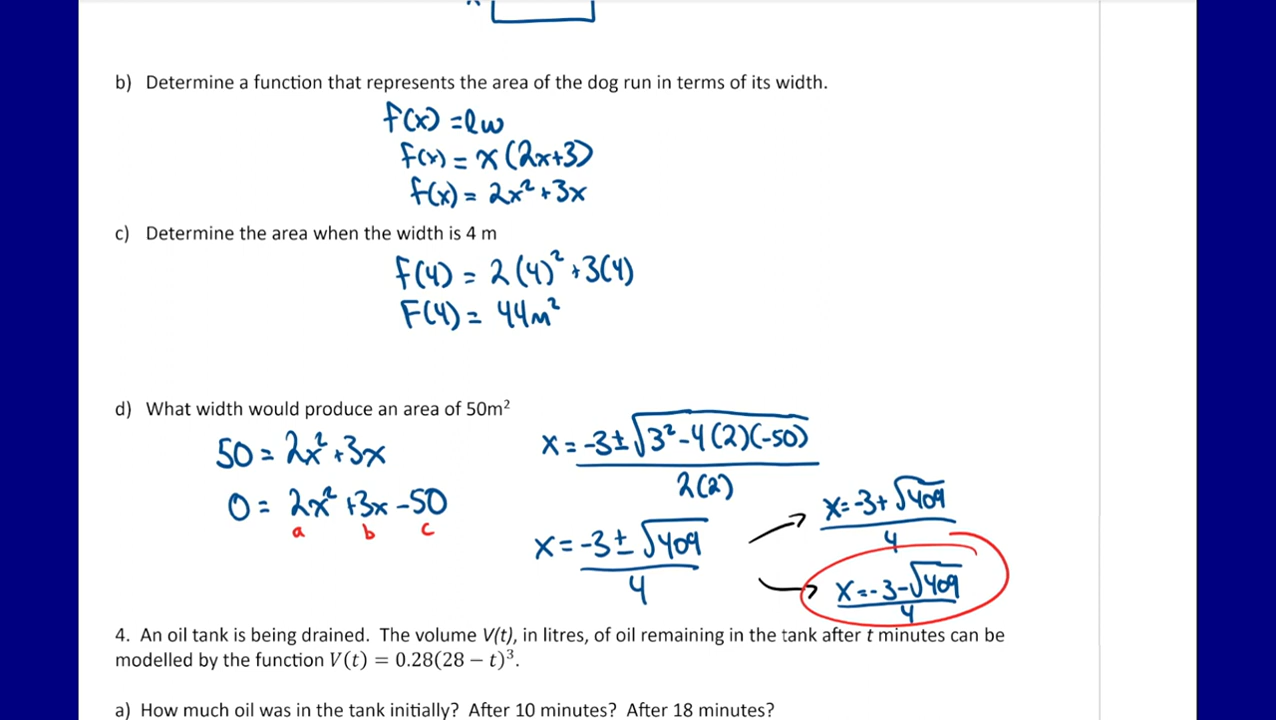 b) Determine a function that represents the area of the dog run in terms of its width.
f(x) = lw
f(x) = x(2x+3)
f(x) = 2x² + 3x
c) Determine the area when the width is 4 m
f(4) = 2(4)² + 3(4)
F(4) = 44m²
d) What width would produce an area of 50m²
50 = 2x² + 3x
0 = 2x² + 3x - 50
a b c
x = -3 ± √(3² - 4(2)(-50))
2(2)
x = -3 ± √409
4
x = -3 + √409
4
x = -3 - √409
4
4. An oil tank is being drained. The volume V(t), in litres, of oil remaining in the tank after t minutes can be
modelled by the function V(t) = 0.28(28 − t)³.
a) How much oil was in the tank initially? After 10 minutes? After 18 minutes?